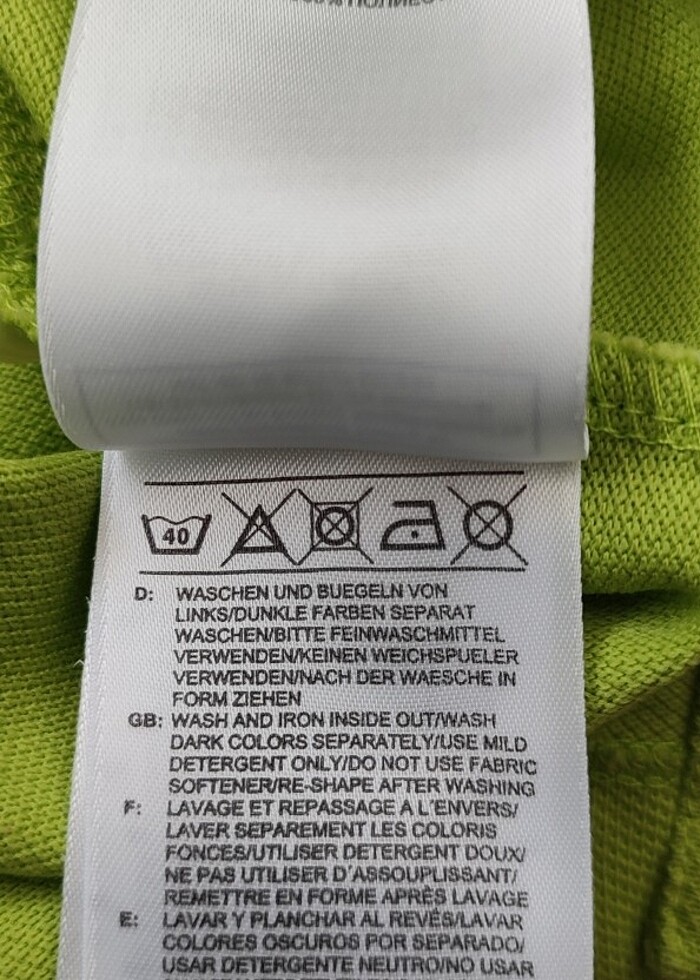 40
D: WASCHEN UND BUEGELN VON
LINKS/DUNKLE FARBEN SEPARAT
WASCHEN/BITTE FEINWASCHMITTEL
VERWENDEN/KEINEN WEICHSPUELER
VERWENDEN/NACH DER WAESCHE IN
FORM ZIEHEN
GB: WASH AND IRON INSIDE OUT/WASH
DARK COLORS SEPARATELY/USE MILD
DETERGENT ONLY/DO NOT USE FABRIC
SOFTENER/RE-SHAPE AFTER WASHING
F: LAVAGE ET REPASSAGE A L'ENVERS/
LAVER SEPAREMENT LES COLORIS
FONCES/UTILISER DETERGENT DOUX/
NE PAS UTILISER D'ASSOUPLISSANT/
REMETTRE EN FORME APRÈS LAVAGE
E: LAVAR Y PLANCHAR AL REVÉS/LAVAR
COLORES OSCUROS POR SEPARADO/
USAR DETERGENTE NEUTRO/NO USAR